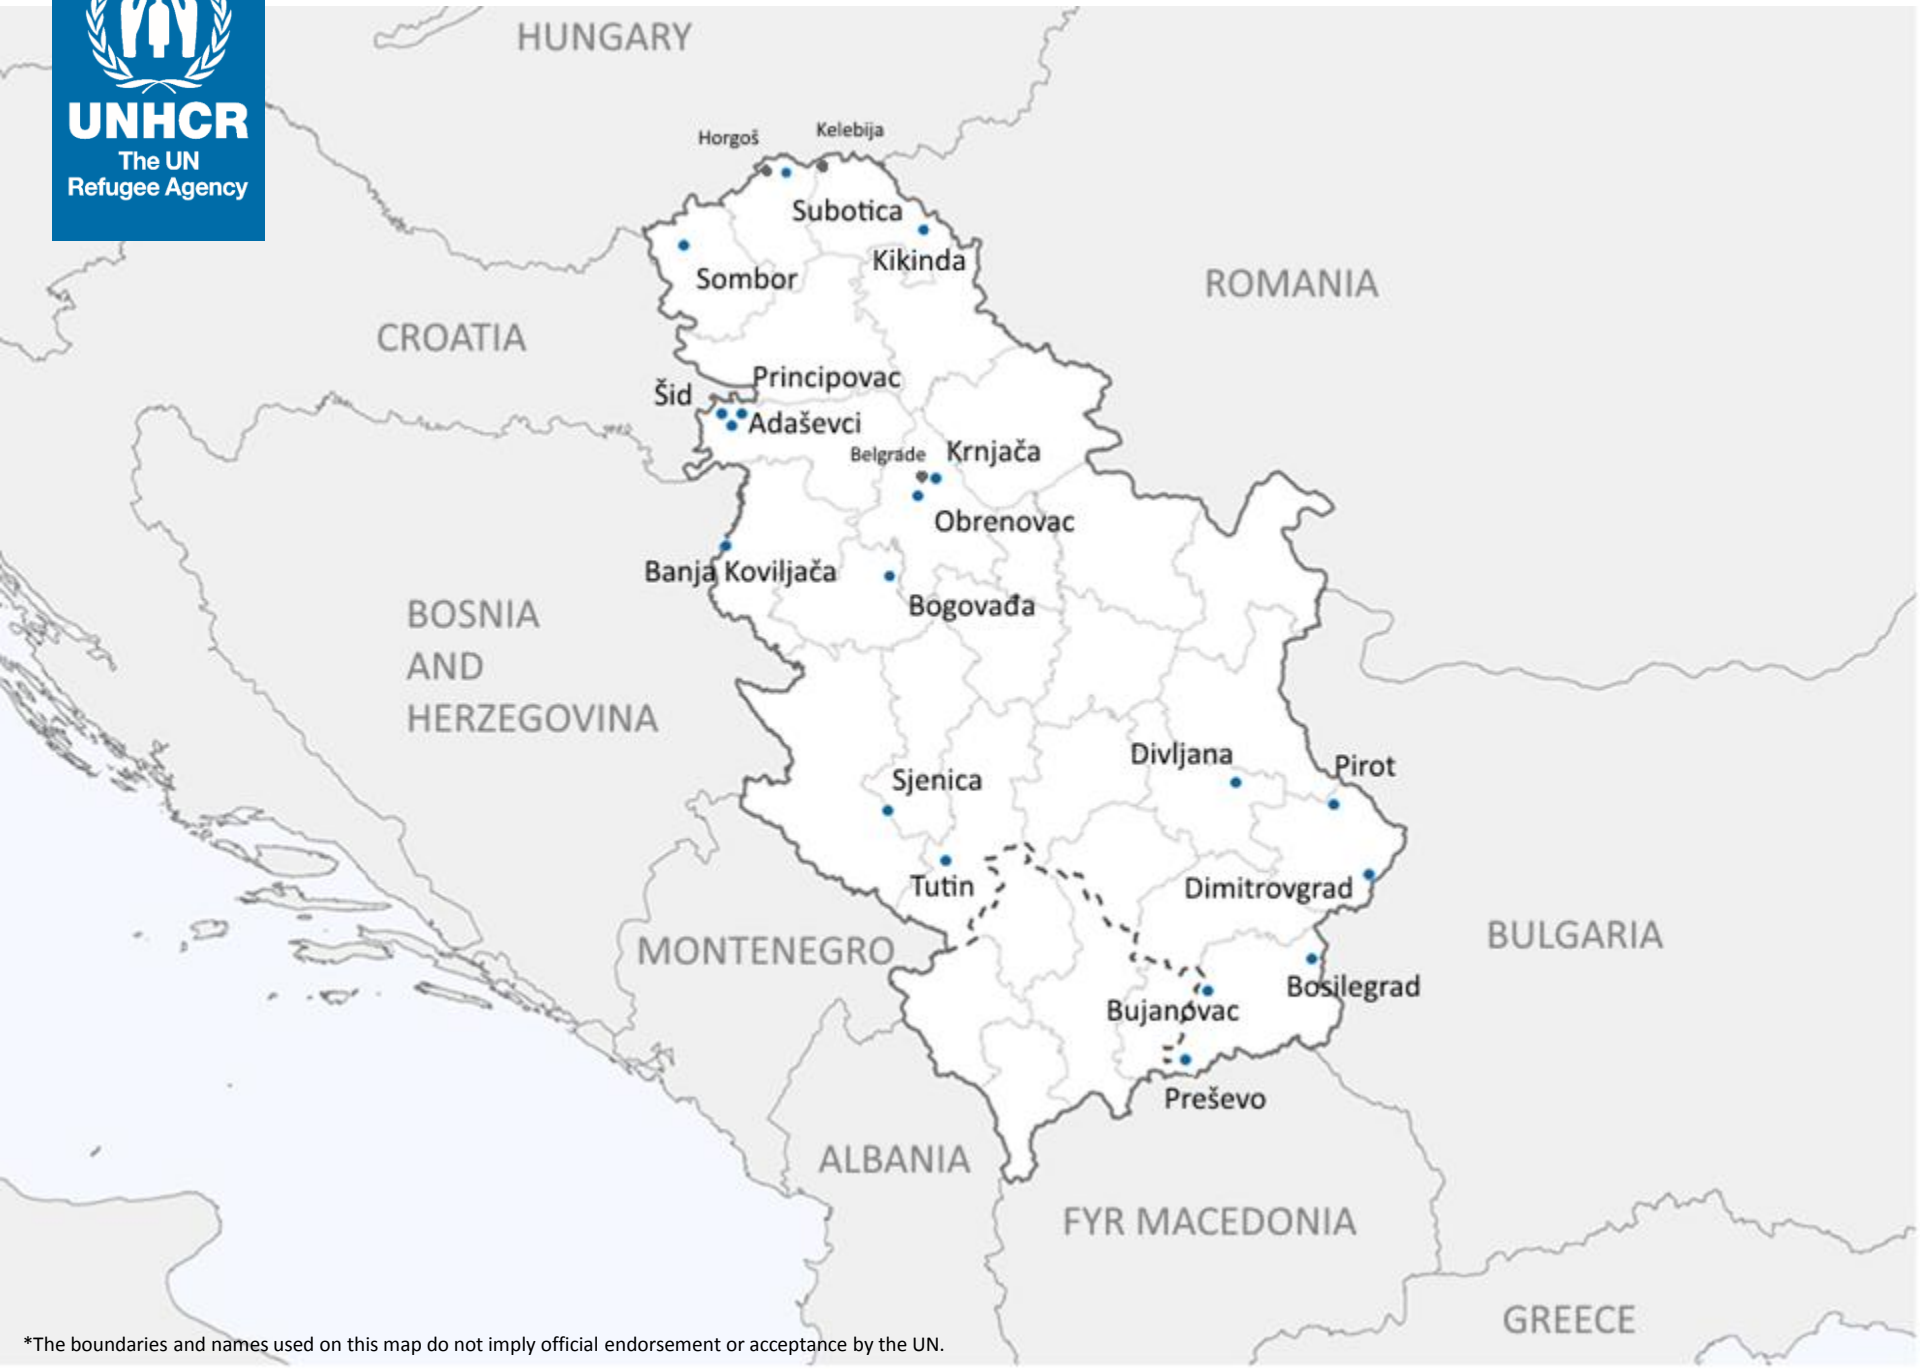 HUNGARY
UNHCR
The UN
Refugee Agency
Horgoš
Kelebija
Subotica
Kikinda
Sombor
ROMANIA
CROATIA
Principovac
Šid
Adaševci
Belgrade
Krnjača
Obrenovac
Banja Koviljača
Bogovađa
BOSNIA
AND
HERZEGOVINA
Divljana
Pirot
Sjenica
Tutin
Dimitrovgrad
MONTENEGRO
BULGARIA
Bosilegrad
Bujanovac
Preševo
ALBANIA
FYR MACEDONIA
GREECE
*The boundaries and names used on this map do not imply official endorsement or acceptance by the UN.